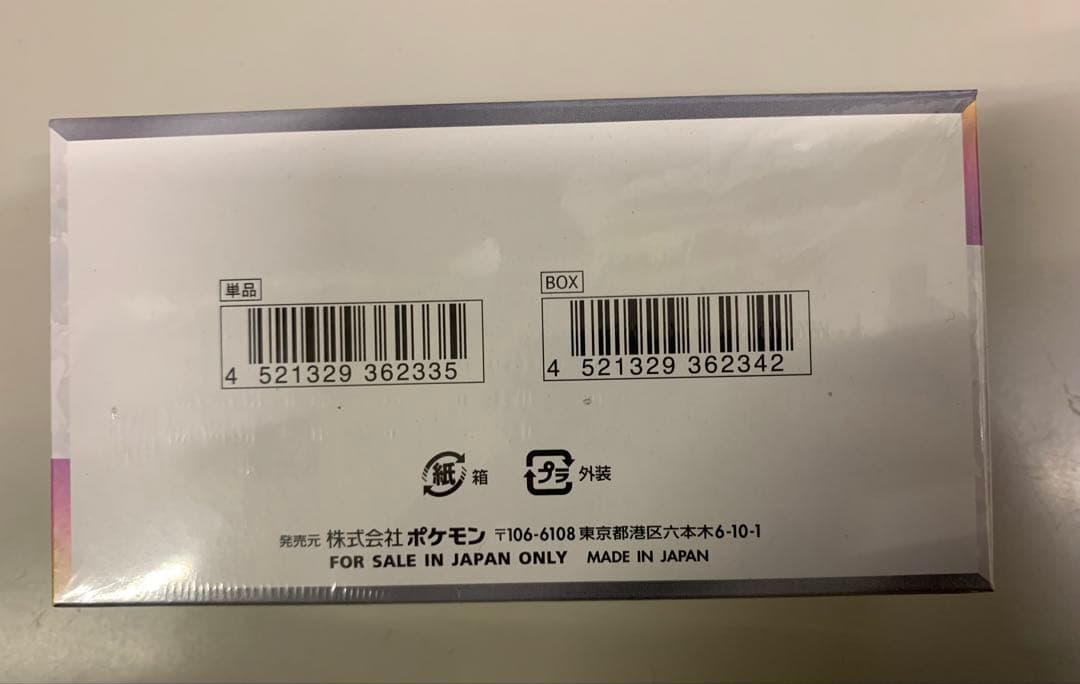 単品
4 521329 362335
BOX
4 521329 362342
紙 箱
プラ 外装
発売元 株式会社ポケモン 〒106-6108 東京都港区六本木6-10-1
FOR SALE IN JAPAN ONLY MADE IN JAPAN